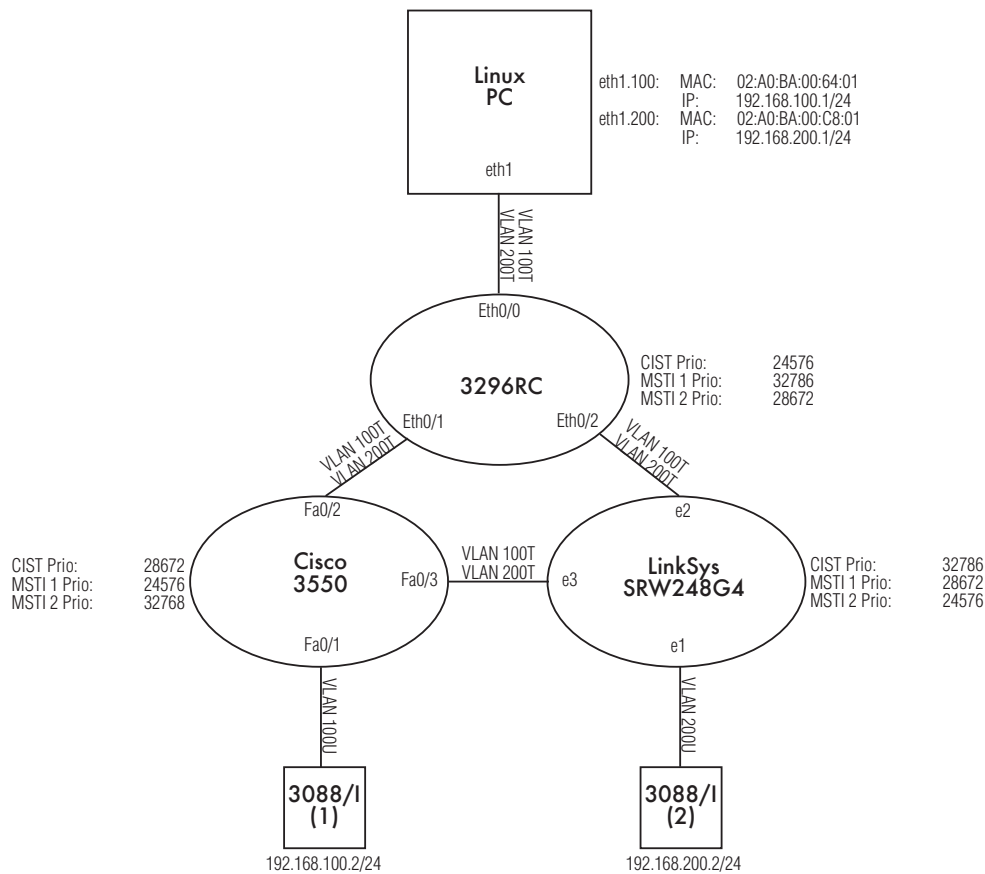 Linux
PC
eth1
eth1.100: MAC: 02:A0:BA:00:64:01
IP: 192.168.100.1/24
eth1.200: MAC: 02:A0:BA:00:C8:01
IP: 192.168.200.1/24
VLAN 100T
VLAN 200T
Eth0/0
3296RC
Eth0/1
Eth0/2
CIST Prio: 24576
MSTI 1 Prio: 32786
MSTI 2 Prio: 28672
VLAN 100T
VLAN 200T
VLAN 100T
VLAN 200T
Fa0/2
Cisco
3550
Fa0/3
Fa0/1
CIST Prio: 28672
MSTI 1 Prio: 24576
MSTI 2 Prio: 32768
VLAN 100T
VLAN 200T
e2
LinkSys
SRW248G4
e3
e1
CIST Prio: 32786
MSTI 1 Prio: 28672
MSTI 2 Prio: 24576
VLAN 100U
VLAN 200U
3088/I
(1)
192.168.100.2/24
3088/I
(2)
192.168.200.2/24